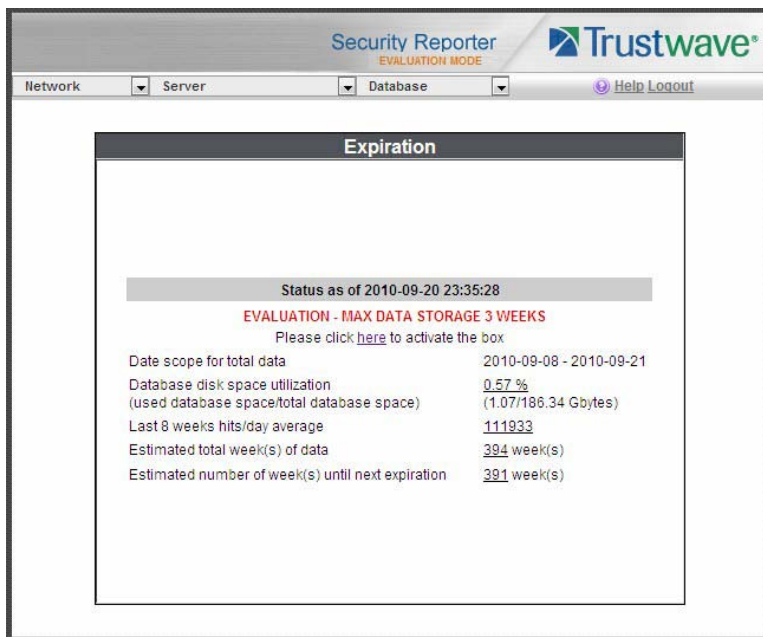 Security Reporter
EVALUATION MODE
Trustwave®
Network
Server
Database
Help Logout
Expiration
Status as of 2010-09-20 23:35:28
EVALUATION - MAX DATA STORAGE 3 WEEKS
Please click here to activate the box
Date scope for total data 2010-09-08 - 2010-09-21
Database disk space utilization 0.57 %
(used database space/total database space) (1.07/186.34 Gbytes)
Last 8 weeks hits/day average 111933
Estimated total week(s) of data 394 week(s)
Estimated number of week(s) until next expiration 391 week(s)